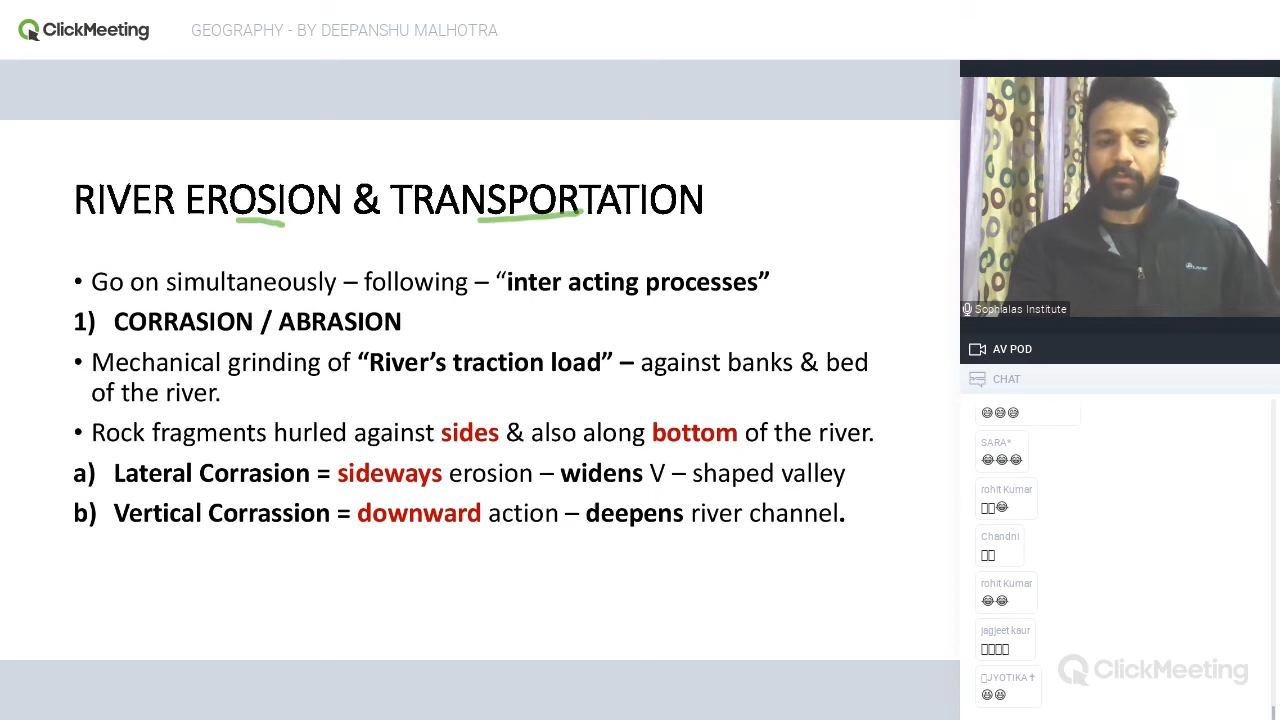 ClickMeeting
GEOGRAPHY - BY DEEPANSHU MALHOTRA
RIVER EROSION & TRANSPORTATION
• Go on simultaneously – following – “inter acting processes”
1) CORRASION / ABRASION
• Mechanical grinding of “River’s traction load” – against banks & bed
of the river.
• Rock fragments hurled against sides & also along bottom of the river.
a) Lateral Corrasion = sideways erosion – widens V – shaped valley
b) Vertical Corrassion = downward action – deepens river channel.
Sophialas Institute
AV POD
CHAT
😅😅😅
SARA*
😂😂😂
rohit Kumar
😂
Chandni
rohit Kumar
😂😂
jagjeet kaur
JYOTIKA✝
😆😆
ClickMeeting